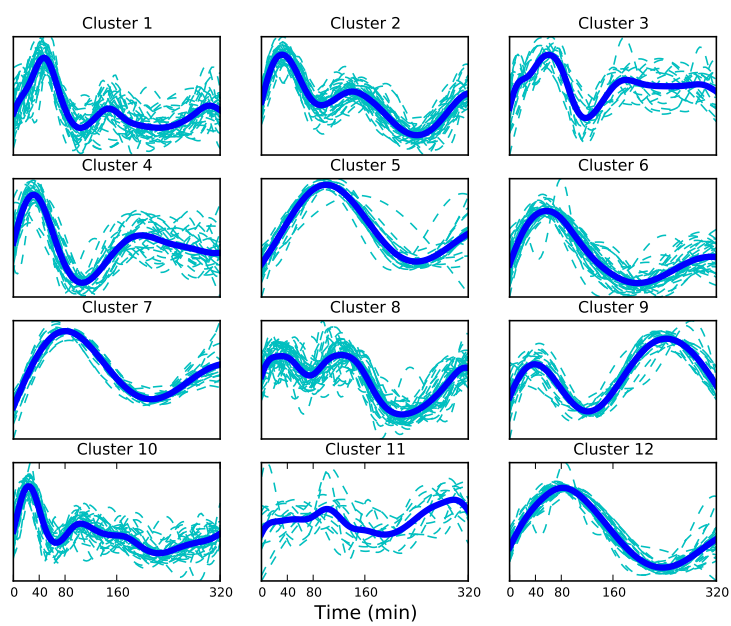 Cluster 1 Cluster 2 Cluster 3
Cluster 4 Cluster 5 Cluster 6
Cluster 7 Cluster 8 Cluster 9
Cluster 10 Cluster 11 Cluster 12
0 40 80 160 320 0 40 80 160 320 0 40 80 160 320
Time (min)